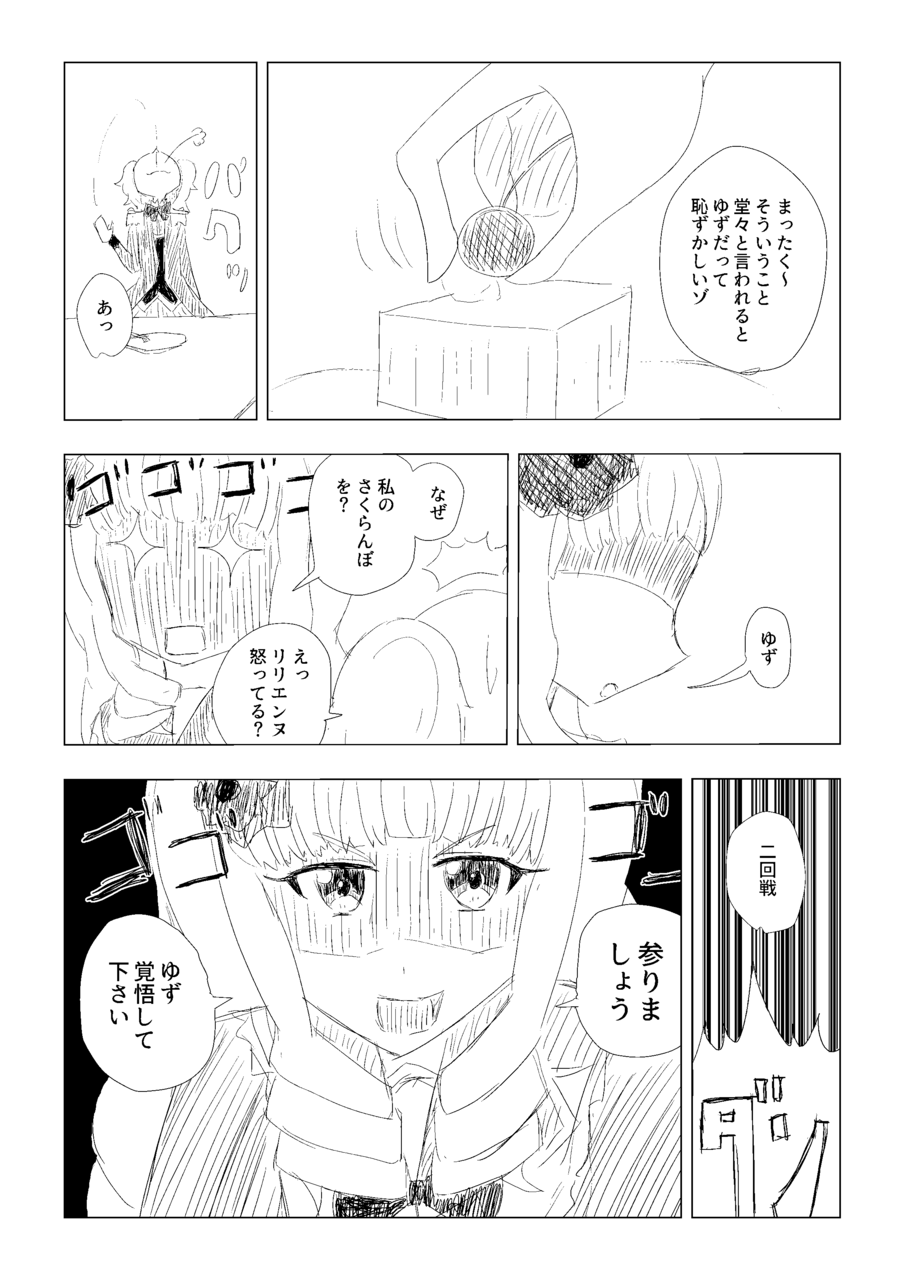 まったく〜
そういうこと
堂々と言われると
ゆずだって
恥ずかしいゾ
パク
あっ
ゆず
なぜ
私の
さくらんぼ
を？
ゴゴゴゴ
えっ
リリエンヌ
怒ってる？
二回戦
ダン
参りま
しょう
ゴゴゴゴ
ゆず
覚悟して
下さい